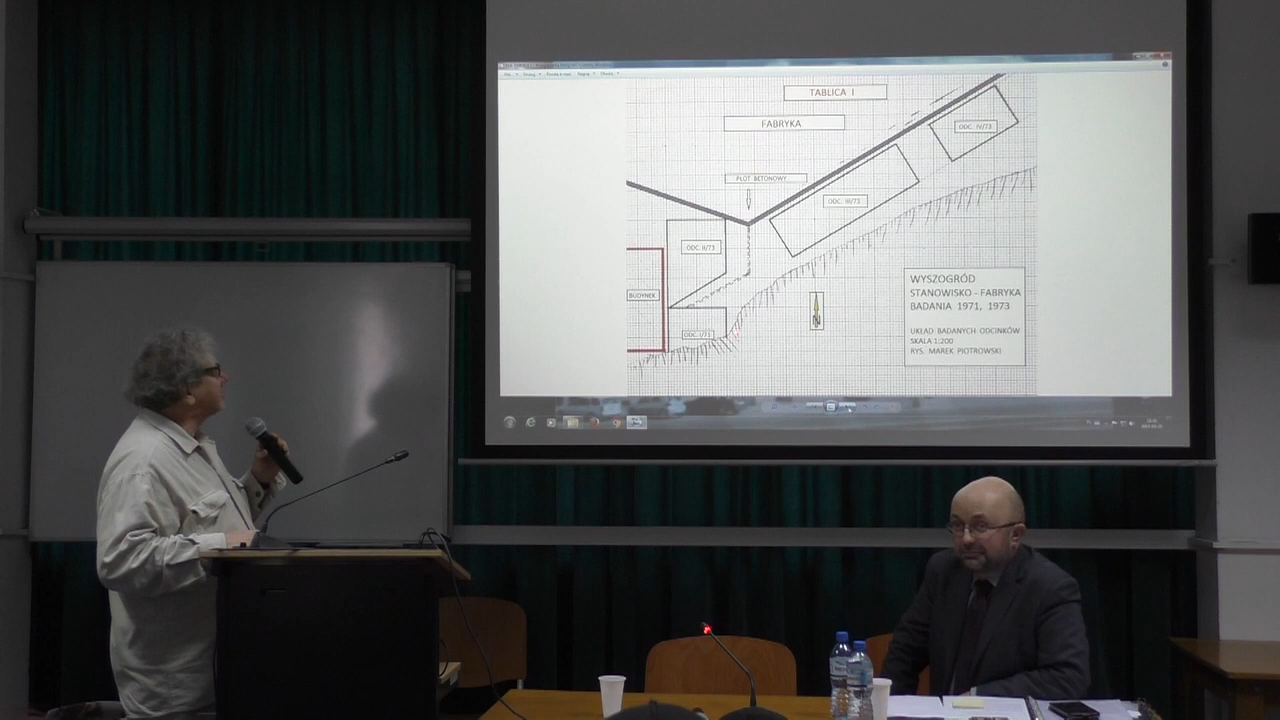 TABLICA I
FABRYKA
ODC. IV/73
PŁOT BETONOWY
ODC. III/73
ODC. II/73
BUDYNEK
ODC. I/71
N
WYSZOGRÓD
STANOWISKO - FABRYKA
BADANIA 1971, 1973
UKŁAD BADANYCH ODCINKÓW
SKALA 1:200
RYS. MAREK PIOTROWSKI